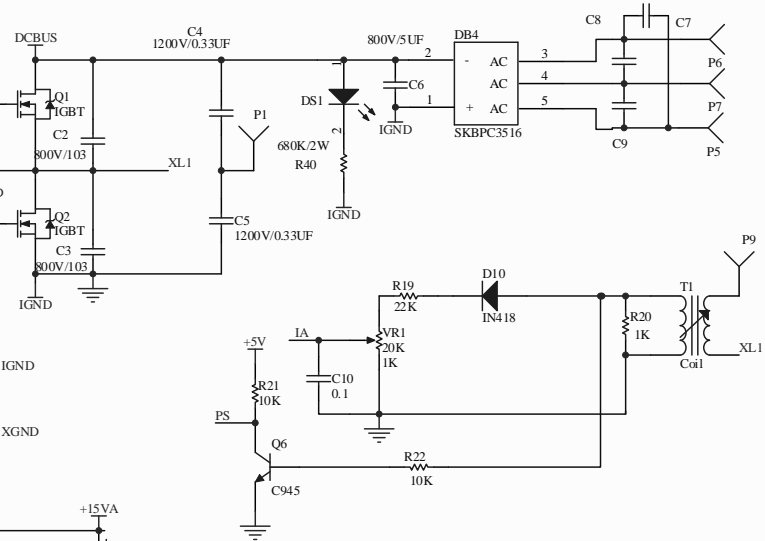 C4
1200V/0.33UF
DCBUS
Q1
IGBT
C2
800V/103
XL1
P1
Q2
IGBT
C3
800V/103
IGND
C5
1200V/0.33UF
1
DS1
2
680K/2W
R40
IGND
800V/5UF
C6
IGND
DB4
2
-
AC
3
AC
4
1
+
AC
5
SKBPC3516
C8
C7
P6
P7
C9
P5
P9
D10
R19
22K
IN418
T1
R20
1K
Coil
XL1
IA
VR1
20K
1K
C10
0.1
+5V
R21
10K
PS
Q6
C945
R22
10K
IGND
XGND
+15VA